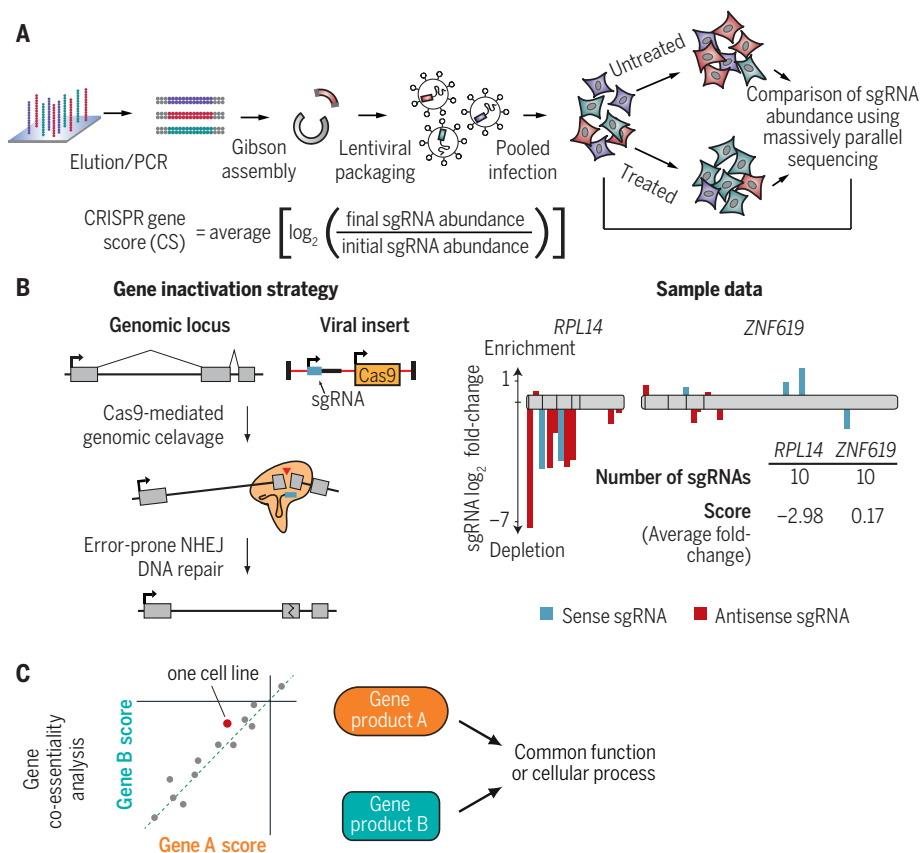 A
Elution/PCR
Gibson
assembly
Lentiviral
packaging
Pooled
infection
Untreated
Treated
Comparison of sgRNA
abundance using
massively parallel
sequencing
CRISPR gene
score (CS)
= average [ log2 ( final sgRNA abundance
initial sgRNA abundance ) ]
B
Gene inactivation strategy
Genomic locus
Viral insert
Cas9
sgRNA
Cas9-mediated
genomic celavage
Error-prone NHEJ
DNA repair
Sample data
RPL14
ZNF619
Enrichment
1
sgRNA log2 fold-change
−7
Depletion
RPL14 ZNF619
Number of sgRNAs 10 10
Score −2.98 0.17
(Average fold-
change)
Sense sgRNA Antisense sgRNA
C
Gene
co-essentiality
analysis
Gene B score
one cell line
Gene A score
Gene
product A
Gene
product B
Common function
or cellular process